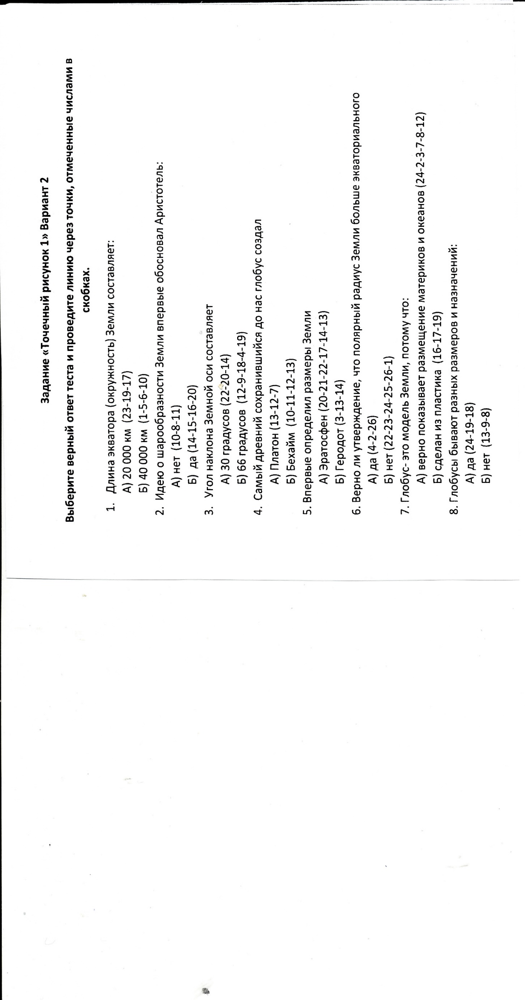 Задание «Точечный рисунок 1» Вариант 2
Выберите верный ответ теста и проведите линию через точки, отмеченные числами в
скобках.
1. Длина экватора (окружность) Земли составляет:
А) 20 000 км (23-19-17)
Б) 40 000 км (1-5-6-10)
2. Идею о шарообразности Земли впервые обосновал Аристотель:
А) нет (10-8-11)
Б) да (14-15-16-20)
3. Угол наклона Земной оси составляет
А) 30 градусов (22-20-14)
Б) 66 градусов (12-9-18-4-19)
4. Самый древний сохранившийся до нас глобус создал
А) Платон (13-12-7)
Б) Бехайм (10-11-12-13)
5. Впервые определил размеры Земли
А) Эратосфен (20-21-22-17-14-13)
Б) Геродот (3-13-14)
6. Верно ли утверждение, что полярный радиус Земли больше экваториального
А) да (4-2-26)
Б) нет (22-23-24-25-26-1)
7. Глобус- это модель Земли, потому что:
А) верно показывает размещение материков и океанов (24-2-3-7-8-12)
Б) сделан из пластика (16-17-19)
8. Глобусы бывают разных размеров и назначений:
А) да (24-19-18)
Б) нет (13-9-8)